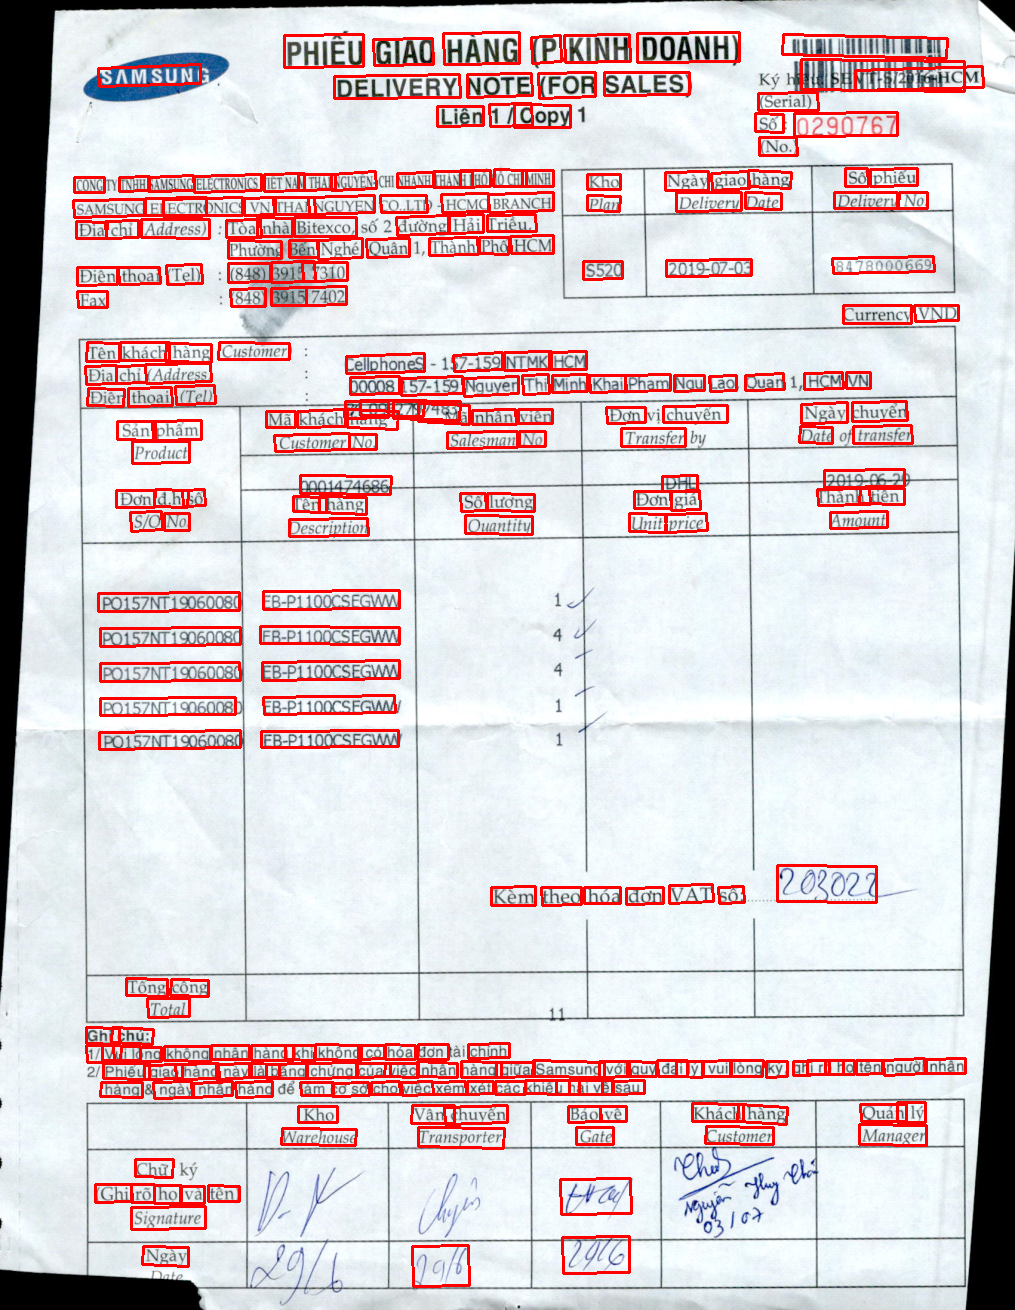 SAMSUNG
PHIẾU GIAO HÀNG (P.KINH DOANH)
DELIVERY NOTE (FOR SALES)
Liên 1 / Copy 1
Ký hiệu: SEVT-S/2016-HCM
(Serial)
Số : 0290767
(No.)
CÔNG TY TNHH SAMSUNG ELECTRONICS VIỆT NAM THÁI NGUYÊN- CHI NHÁNH THÀNH PHỐ HỒ CHÍ MINH
SAMSUNG ELECTRONICS VN THAI NGUYEN CO.,LTD - HCMC BRANCH
Địa chỉ (Address) : Tòa nhà Bitexco, số 2 đường Hải Triều,
Phường Bến Nghé Quận 1, Thành Phố HCM
Điện thoại (Tel) : (848) 3915 7310
Fax : (848) 3915 7402
Kho Ngày giao hàng Số phiếu
Plan Delivery Date Delivery No
S520 2019-07-03 8478000669
Currency: VND
Tên khách hàng Customer : CellphoneS - 157-159 NTMK HCM
Địa chỉ (Address) : 00008 157-159 Nguyen Thi Minh Khai Pham Ngu Lao, Quan 1, HCM VN
Điện thoại (Tel) :
Sản phẩm Mã khách hàng Mã nhân viên Đơn vị chuyển Ngày chuyển
Product Customer No. Salesman No Transfer by Date of transfer
0001474686 DHL 2019-06-29
Đơn đ.h số Tên hàng Số lượng Đơn giá Thành tiền
S/O No Description Quantity Unit price Amount
PO157NT19060080 EB-P1100CSEGWW 1
PO157NT19060080 EB-P1100CSEGWW 4
PO157NT19060080 EB-P1100CSEGWW 4
PO157NT19060080 EB-P1100CSEGWW 1
PO157NT19060080 EB-P1100CSEGWW 1
Kèm theo hóa đơn VAT số: 203022
Tổng cộng
Total 11
Ghi chú:
1/ Vui lòng không nhận hàng khi không có hóa đơn tài chính
2/ Phiếu giao hàng này là bằng chứng của việc nhận hàng giữa Samsung với quý đại lý, vui lòng ký, ghi rõ họ tên người nhận
hàng & ngày nhận hàng để làm cơ sở cho việc xem xét các khiếu nại về sau
Kho Vận chuyển Bảo vệ Khách hàng Quản lý
Warehouse Transporter Gate Customer Manager
Chữ ký
Ghi rõ họ và tên
Signature
Nguyễn Huy
03/07
Ngày 29/6 29/6 29/6
Date